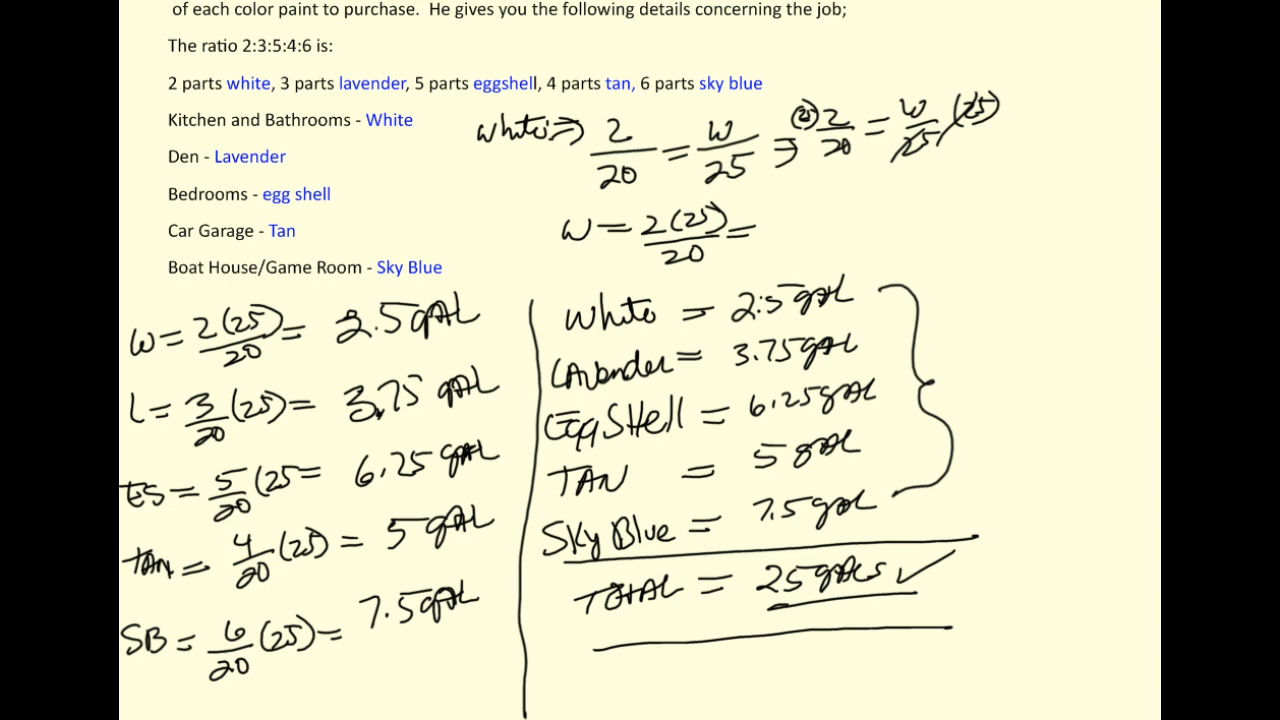 of each color paint to purchase. He gives you the following details concerning the job;
The ratio 2:3:5:4:6 is:
2 parts white, 3 parts lavender, 5 parts eggshell, 4 parts tan, 6 parts sky blue
Kitchen and Bathrooms - White
Den - Lavender
Bedrooms - egg shell
Car Garage - Tan
Boat House/Game Room - Sky Blue
White ⇒ 2/20 = W/25 ⇒ (25) 2/20 = W/25 (25)
W = 2(25)/20 =
W = 2(25)/20 = 2.5 gAL
L = 3/20 (25) = 3.75 gAL
ES = 5/20 (25 = 6.25 gAL
TAN = 4/20 (25) = 5 gAL
SB = 6/20 (25) = 7.5 gAL
White = 2.5 gAL
LAvender = 3.75 gAL
Egg SHell = 6.25 gAL
TAN = 5 gAL
Sky Blue = 7.5 gAL
TOTAL = 25 gALs ✓